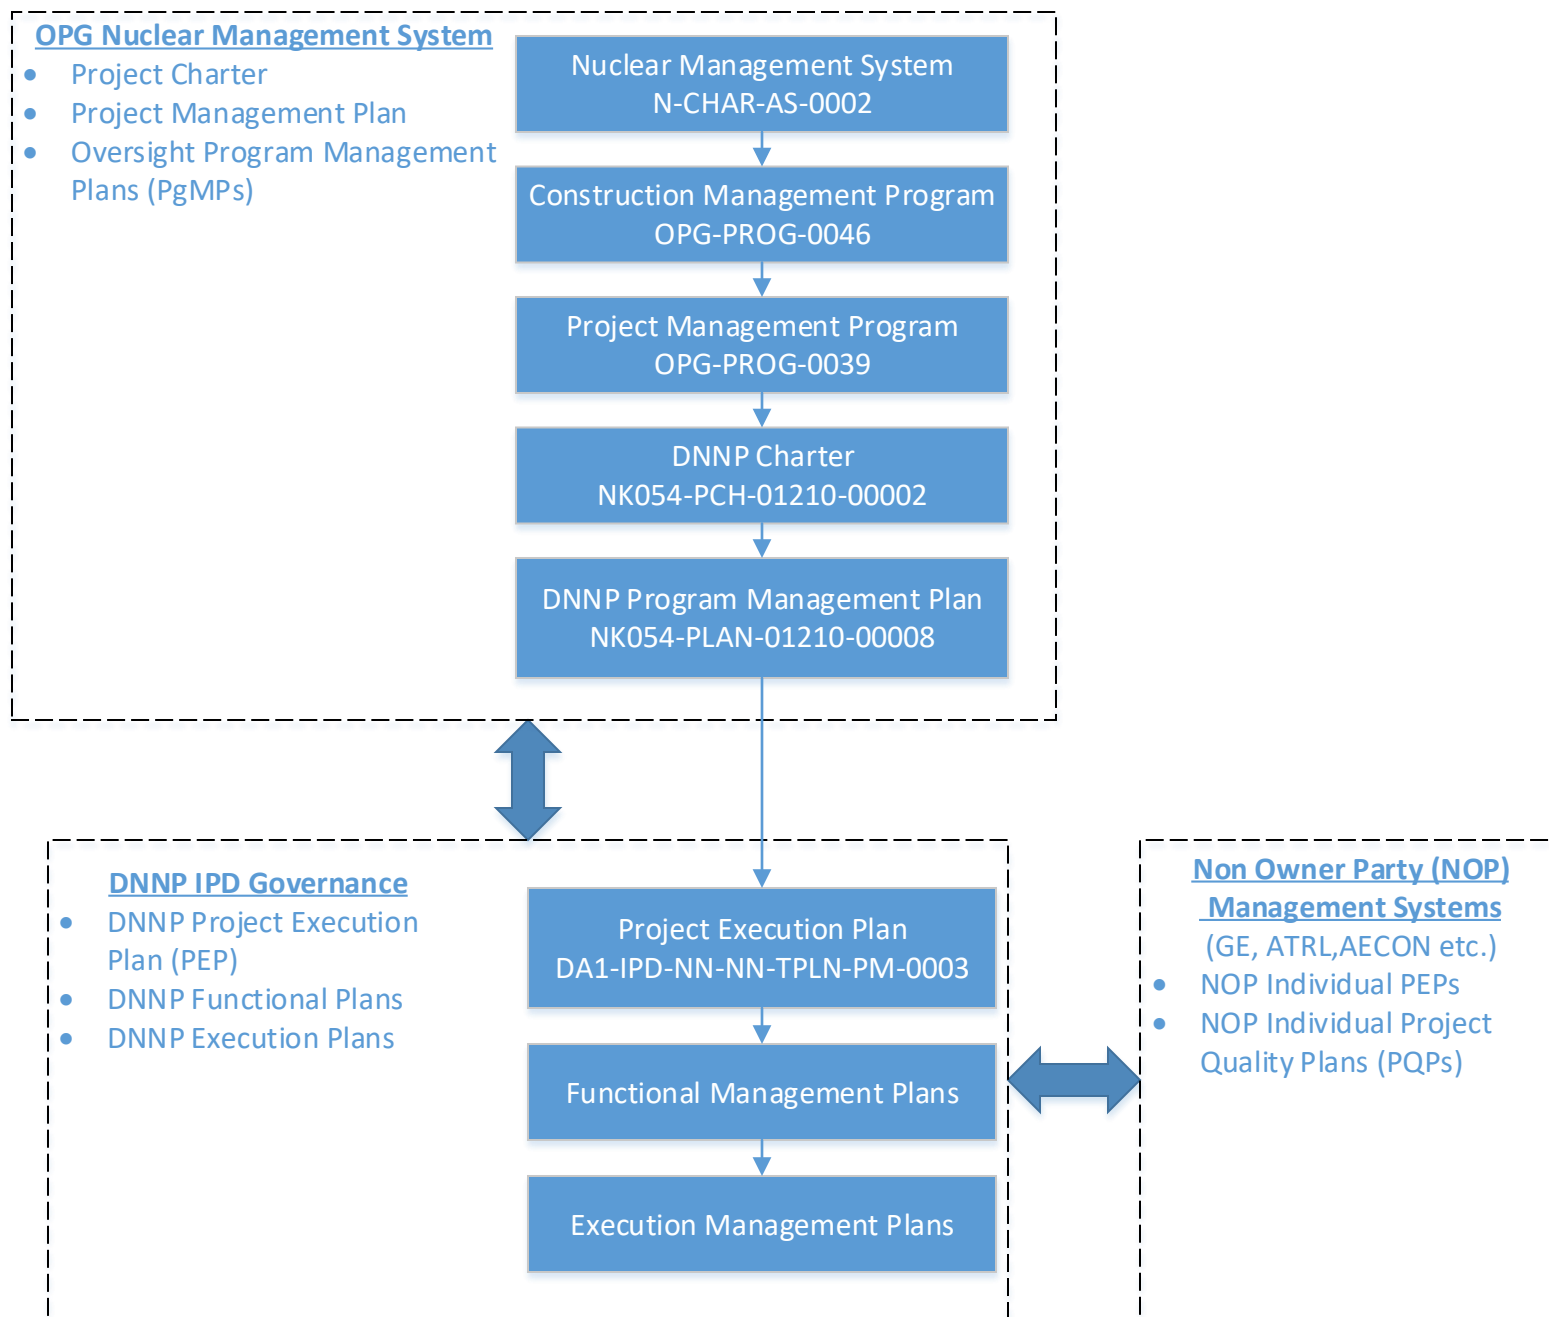 OPG Nuclear Management System
• Project Charter
• Project Management Plan
• Oversight Program Management
Plans (PgMPs)
Nuclear Management System
N-CHAR-AS-0002
Construction Management Program
OPG-PROG-0046
Project Management Program
OPG-PROG-0039
DNNP Charter
NK054-PCH-01210-00002
DNNP Program Management Plan
NK054-PLAN-01210-00008
DNNP IPD Governance
• DNNP Project Execution
Plan (PEP)
• DNNP Functional Plans
• DNNP Execution Plans
Project Execution Plan
DA1-IPD-NN-NN-TPLN-PM-0003
Functional Management Plans
Execution Management Plans
Non Owner Party (NOP)
Management Systems
(GE, ATRL,AECON etc.)
• NOP Individual PEPs
• NOP Individual Project
Quality Plans (PQPs)